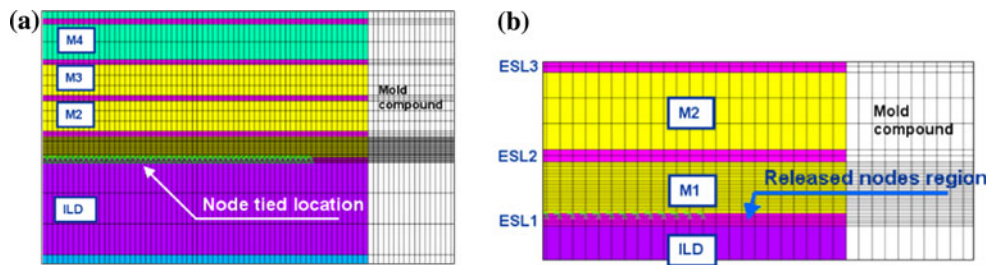 (a)
M4
M3
M2
Mold
compound
Node tied location
ILD
(b)
ESL3
M2
Mold
compound
ESL2
M1
Released nodes region
ESL1
ILD